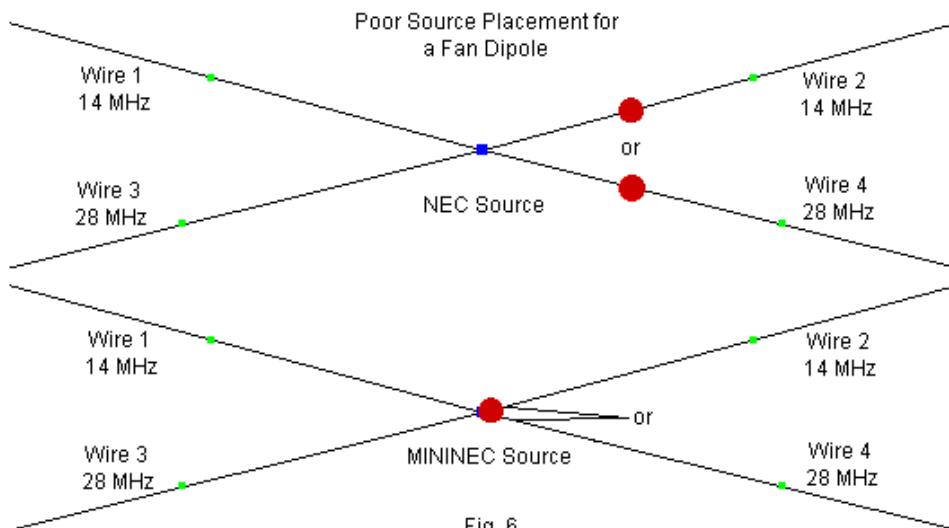 Poor Source Placement for
a Fan Dipole
Wire 1
14 MHz
Wire 2
14 MHz
or
Wire 3
28 MHz
NEC Source
Wire 4
28 MHz
Wire 1
14 MHz
Wire 2
14 MHz
or
Wire 3
28 MHz
MININEC Source
Wire 4
28 MHz
Fig. 6